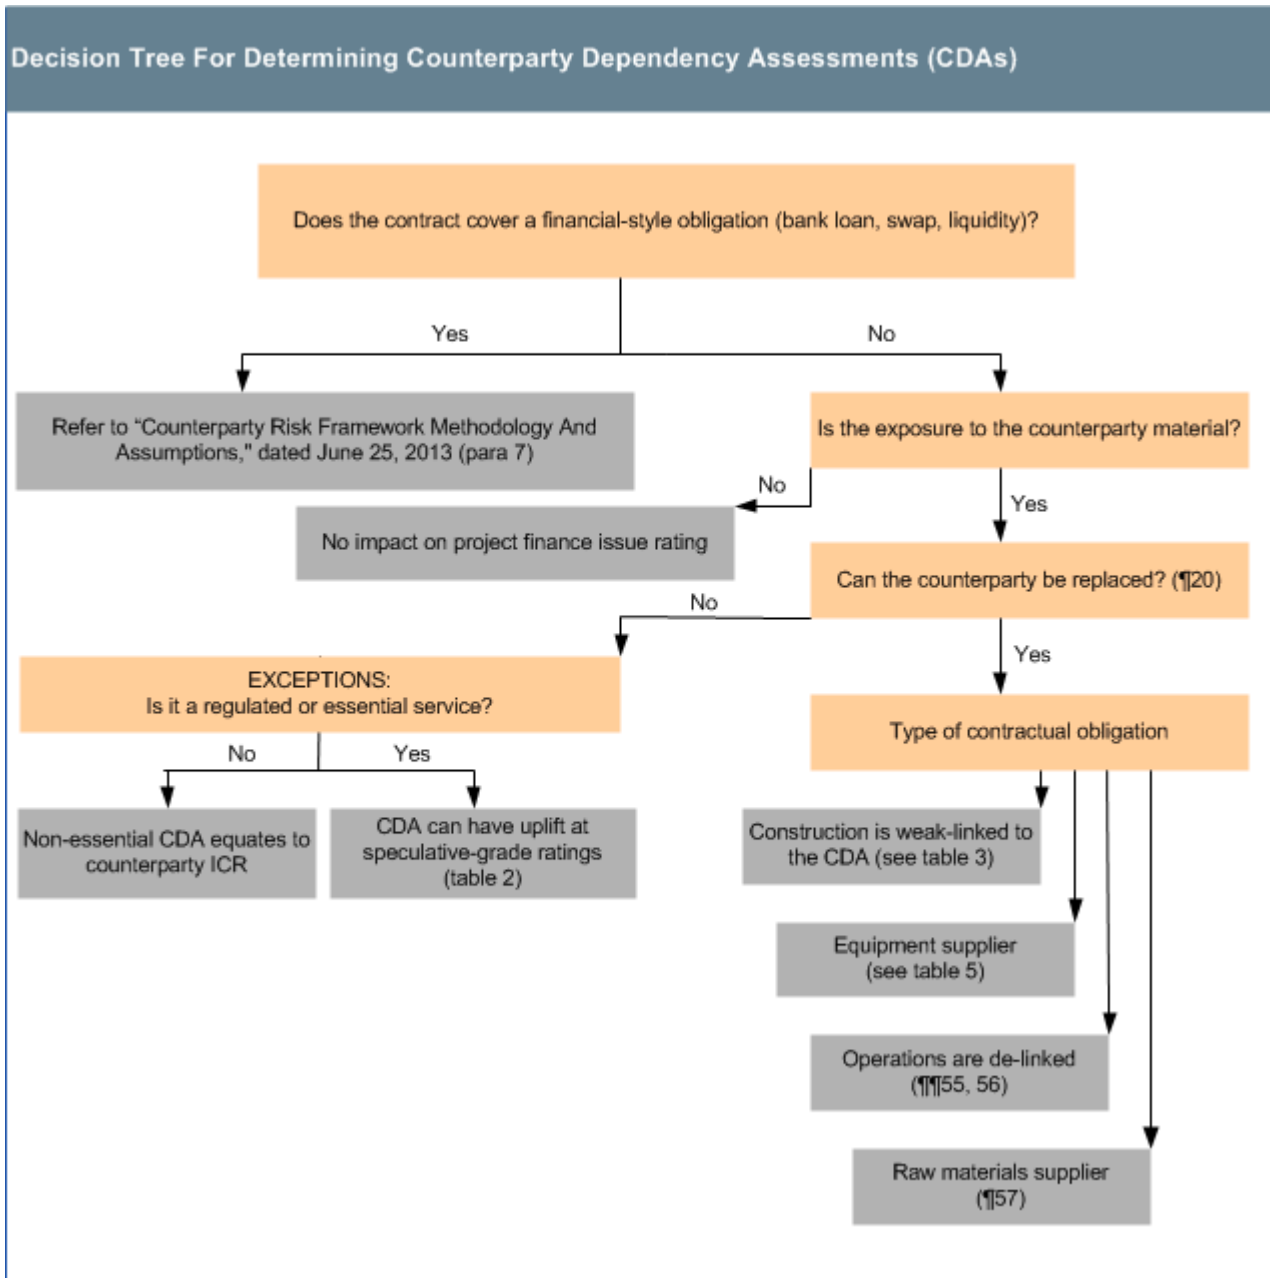 Decision Tree For Determining Counterparty Dependency Assessments (CDAs)
Does the contract cover a financial-style obligation (bank loan, swap, liquidity)?
Yes
No
Refer to “Counterparty Risk Framework Methodology And
Assumptions," dated June 25, 2013 (para 7)
Is the exposure to the counterparty material?
No
Yes
No impact on project finance issue rating
Can the counterparty be replaced? (¶20)
No
Yes
EXCEPTIONS:
Is it a regulated or essential service?
Type of contractual obligation
No
Yes
Non-essential CDA equates to
counterparty ICR
CDA can have uplift at
speculative-grade ratings
(table 2)
Construction is weak-linked to
the CDA (see table 3)
Equipment supplier
(see table 5)
Operations are de-linked
(¶¶55, 56)
Raw materials supplier
(¶57)